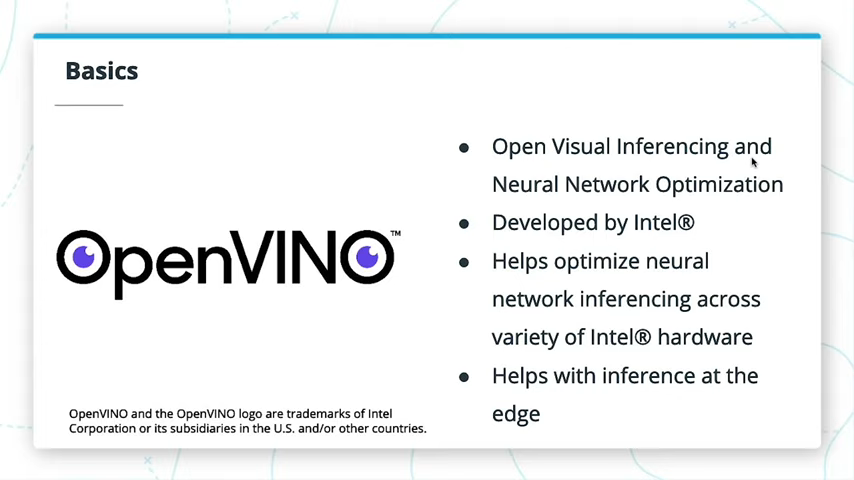 Basics
OpenVINO™
● Open Visual Inferencing and
Neural Network Optimization
● Developed by Intel®
● Helps optimize neural
network inferencing across
variety of Intel® hardware
● Helps with inference at the
edge
OpenVINO and the OpenVINO logo are trademarks of Intel
Corporation or its subsidiaries in the U.S. and/or other countries.